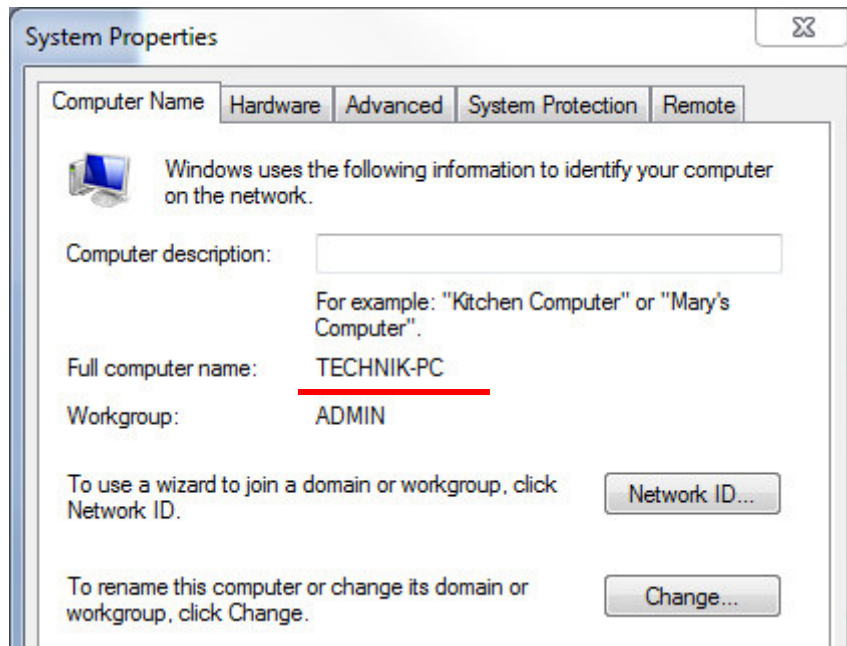 System Properties
Computer Name Hardware Advanced System Protection Remote
Windows uses the following information to identify your computer
on the network.
Computer description:
For example: "Kitchen Computer" or "Mary's
Computer".
Full computer name: TECHNIK-PC
Workgroup: ADMIN
To use a wizard to join a domain or workgroup, click
Network ID.
Network ID...
To rename this computer or change its domain or
workgroup, click Change.
Change...